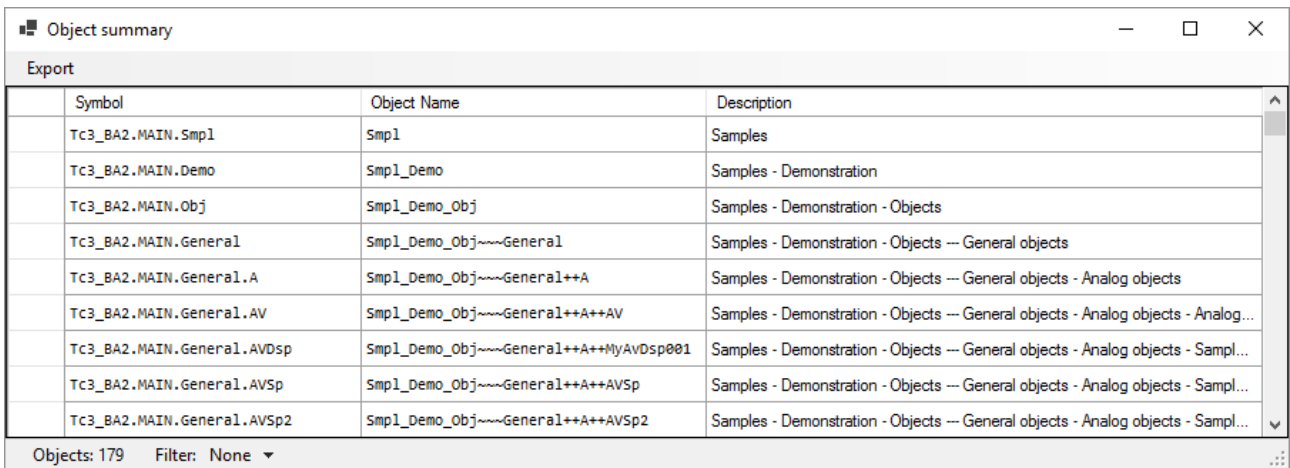 Object summary
Export
Symbol Object Name Description
Tc3_BA2.MAIN.Smpl Smpl Samples
Tc3_BA2.MAIN.Demo Smpl_Demo Samples - Demonstration
Tc3_BA2.MAIN.Obj Smpl_Demo_Obj Samples - Demonstration - Objects
Tc3_BA2.MAIN.General Smpl_Demo_Obj~~~General Samples - Demonstration - Objects --- General objects
Tc3_BA2.MAIN.General.A Smpl_Demo_Obj~~~General++A Samples - Demonstration - Objects --- General objects - Analog objects
Tc3_BA2.MAIN.General.AV Smpl_Demo_Obj~~~General++A++AV Samples - Demonstration - Objects --- General objects - Analog objects - Analog...
Tc3_BA2.MAIN.General.AVDsp Smpl_Demo_Obj~~~General++A++MyAvDsp001 Samples - Demonstration - Objects --- General objects - Analog objects - Sampl...
Tc3_BA2.MAIN.General.AVSp Smpl_Demo_Obj~~~General++A++AVSp Samples - Demonstration - Objects --- General objects - Analog objects - Sampl...
Tc3_BA2.MAIN.General.AVSp2 Smpl_Demo_Obj~~~General++A++AVSp2 Samples - Demonstration - Objects --- General objects - Analog objects - Sampl...
Objects: 179 Filter: None